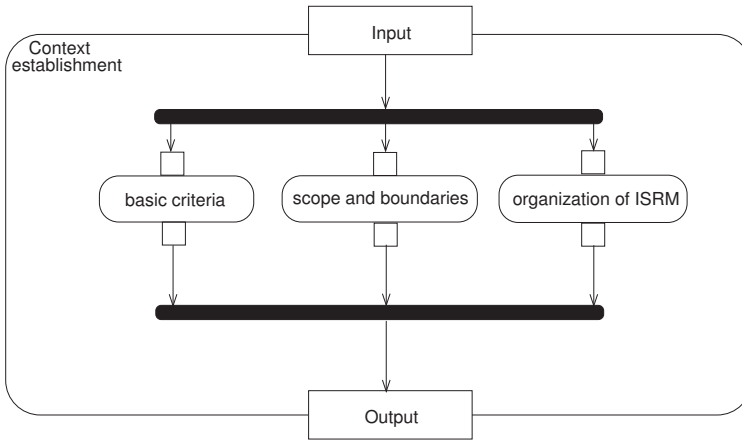 Input
Context
establishment
basic criteria
scope and boundaries
organization of ISRM
Output